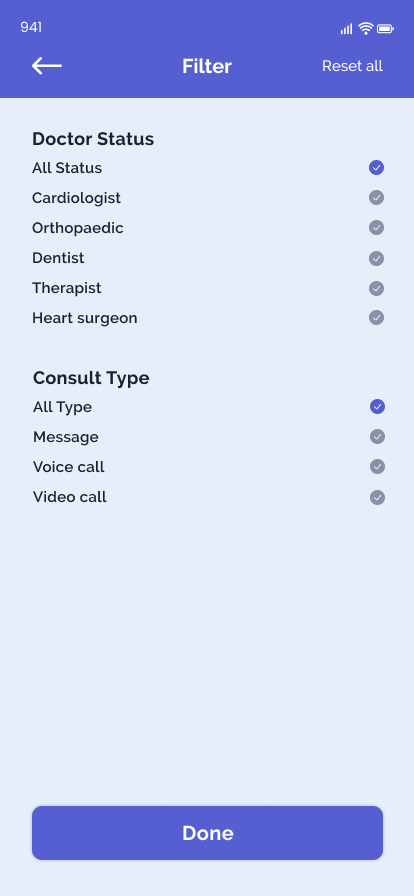 941
Filter
Reset all
Doctor Status
All Status
Cardiologist
Orthopaedic
Dentist
Therapist
Heart surgeon
Consult Type
All Type
Message
Voice call
Video call
Done